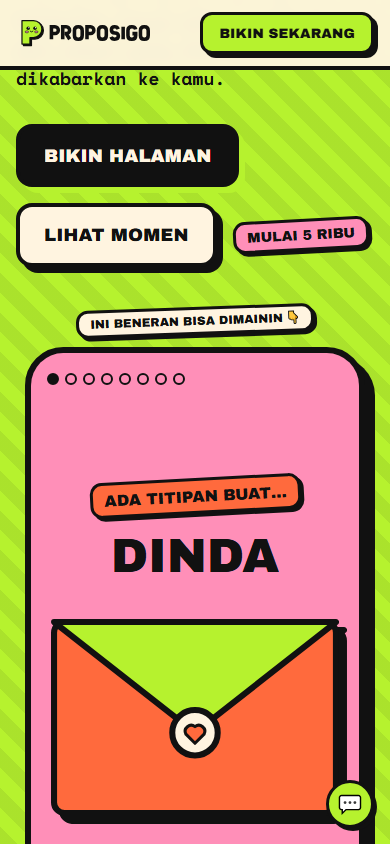 PROPOSIGO
BIKIN SEKARANG
dikabarkan ke kamu.
BIKIN HALAMAN
LIHAT MOMEN
MULAI 5 RIBU
INI BENERAN BISA DIMAININ 👇
ADA TITIPAN BUAT...
DINDA